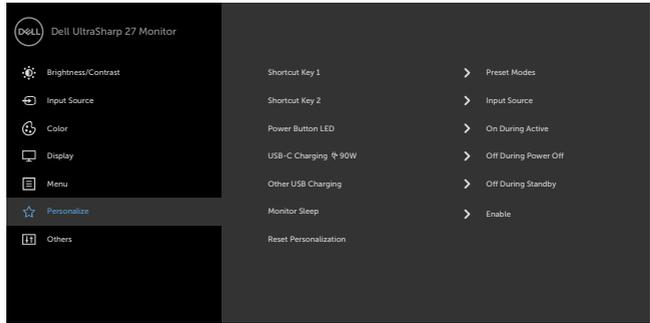 DELL
Dell UltraSharp 27 Monitor
Brightness/Contrast
Input Source
Color
Display
Menu
Personalize
Others
Shortcut Key 1
Preset Modes
Shortcut Key 2
Input Source
Power Button LED
On During Active
USB-C Charging 90W
Off During Power Off
Other USB Charging
Off During Standby
Monitor Sleep
Enable
Reset Personalization